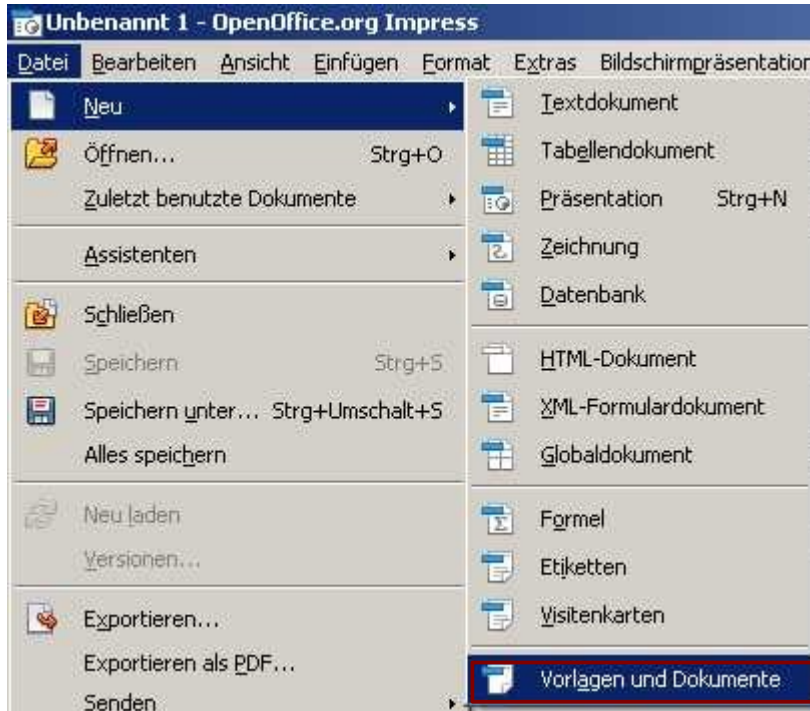 Unbenannt 1 - OpenOffice.org Impress
Datei Bearbeiten Ansicht Einfügen Format Extras Bildschirmpräsentation
Neu
Öffnen... Strg+O
Zuletzt benutzte Dokumente
Assistenten
Schließen
Speichern Strg+S
Speichern unter... Strg+Umschalt+S
Alles speichern
Neu laden
Versionen...
Exportieren...
Exportieren als PDF...
Senden
Textdokument
Tabellendokument
Präsentation Strg+N
Zeichnung
Datenbank
HTML-Dokument
XML-Formulardokument
Globaldokument
Formel
Etiketten
Visitenkarten
Vorlagen und Dokumente